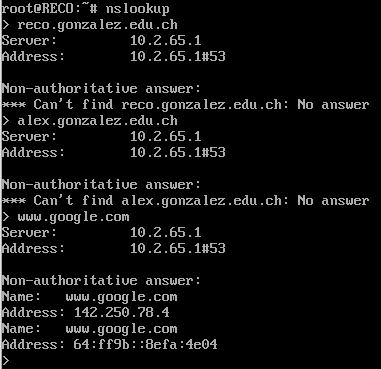 root@RECO:~# nslookup
> reco.gonzalez.edu.ch
Server:         10.2.65.1
Address:        10.2.65.1#53

Non-authoritative answer:
*** Can't find reco.gonzalez.edu.ch: No answer
> alex.gonzalez.edu.ch
Server:         10.2.65.1
Address:        10.2.65.1#53

Non-authoritative answer:
*** Can't find alex.gonzalez.edu.ch: No answer
> www.google.com
Server:         10.2.65.1
Address:        10.2.65.1#53

Non-authoritative answer:
Name:   www.google.com
Address: 142.250.78.4
Name:   www.google.com
Address: 64:ff9b::8efa:4e04
>